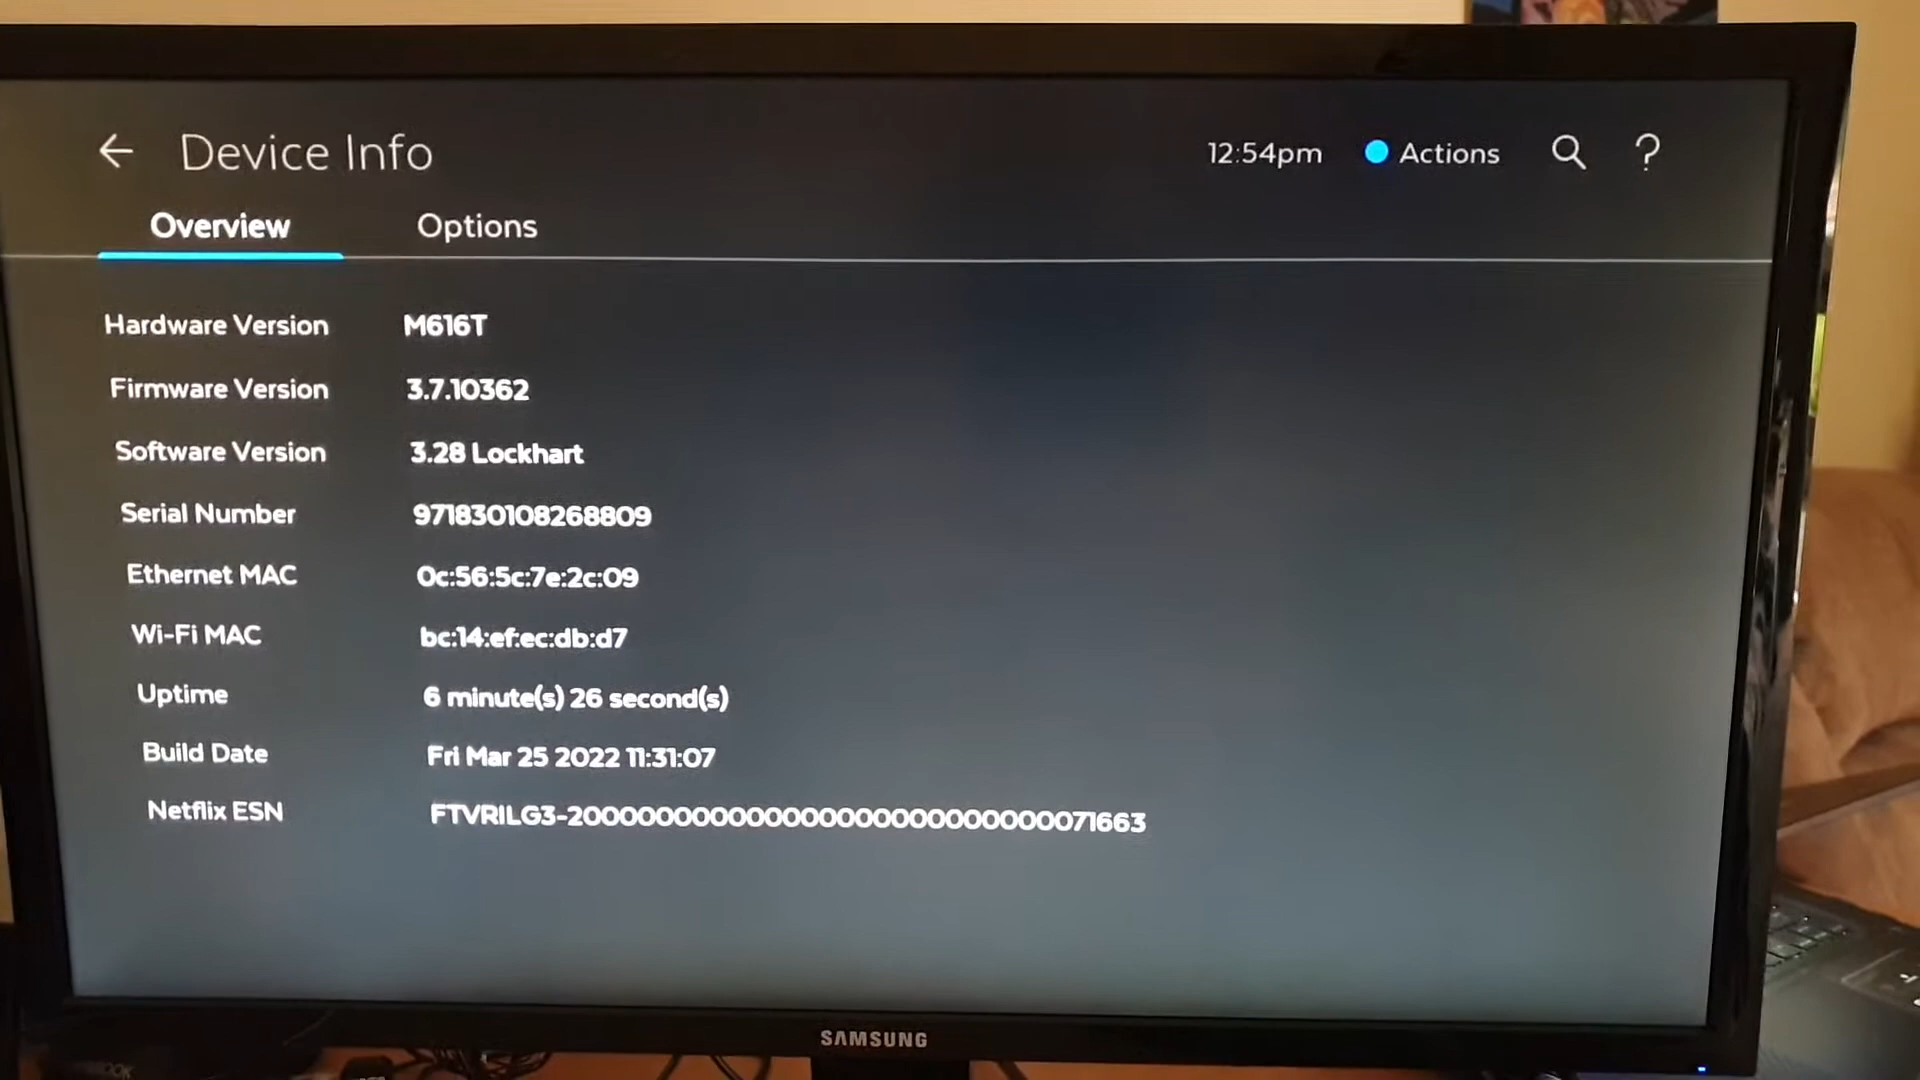 Device Info
12:54pm
Actions
?
Overview
Options
Hardware Version M616T
Firmware Version 3.7.10362
Software Version 3.28 Lockhart
Serial Number 971830108268809
Ethernet MAC 0c:56:5c:7e:2c:09
Wi-Fi MAC bc:14:ef:ec:db:d7
Uptime 6 minute(s) 26 second(s)
Build Date Fri Mar 25 2022 11:31:07
Netflix ESN FTVRILG3-2000000000000000000000000071663
SAMSUNG